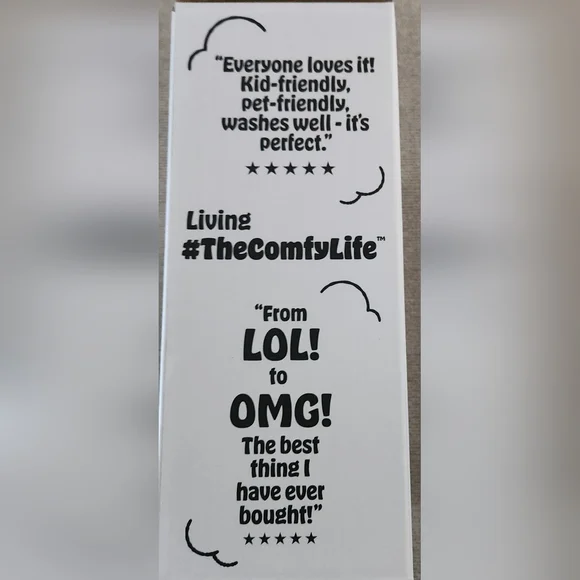 “Everyone loves it!
Kid-friendly,
pet-friendly,
washes well - it's
perfect.”
★★★★★
Living
#TheComfyLife™
“From
LOL!
to
OMG!
The best
thing I
have ever
bought!”
★★★★★